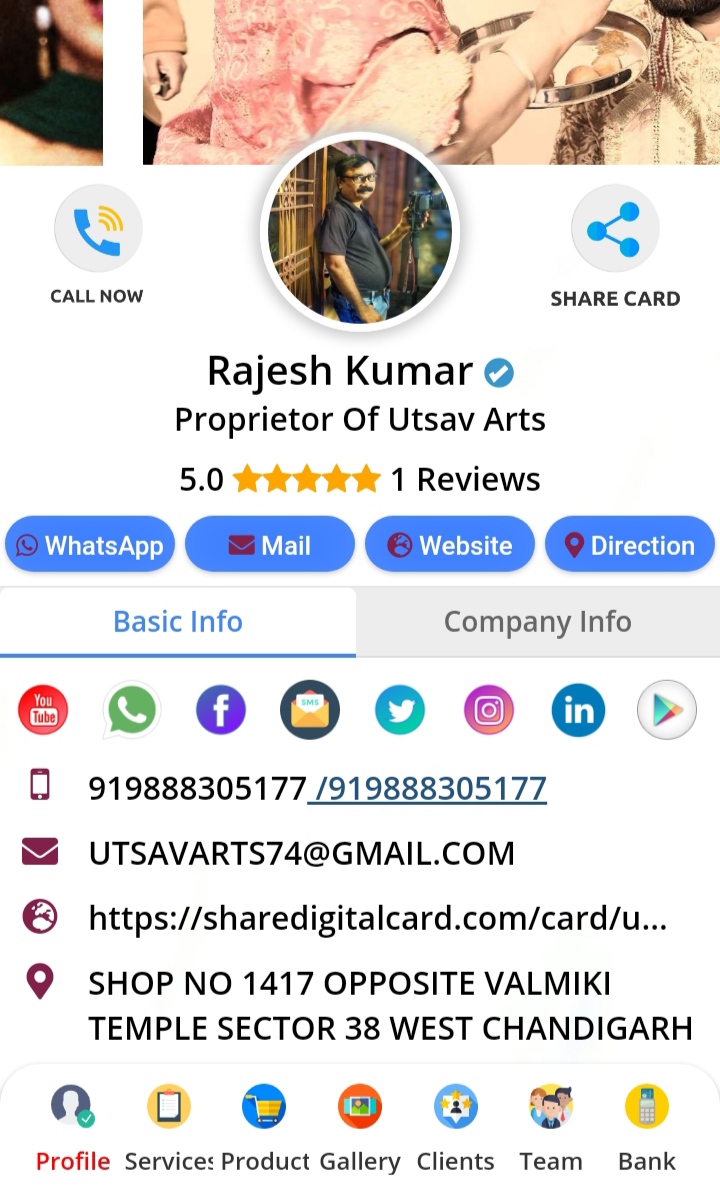 CALL NOW
SHARE CARD
Rajesh Kumar
Proprietor Of Utsav Arts
5.0 1 Reviews
WhatsApp Mail Website Direction
Basic Info Company Info
You Tube SMS in
919888305177 /919888305177
UTSAVARTS74@GMAIL.COM
https://sharedigitalcard.com/card/u...
SHOP NO 1417 OPPOSITE VALMIKI
TEMPLE SECTOR 38 WEST CHANDIGARH
Profile Services Product Gallery Clients Team Bank